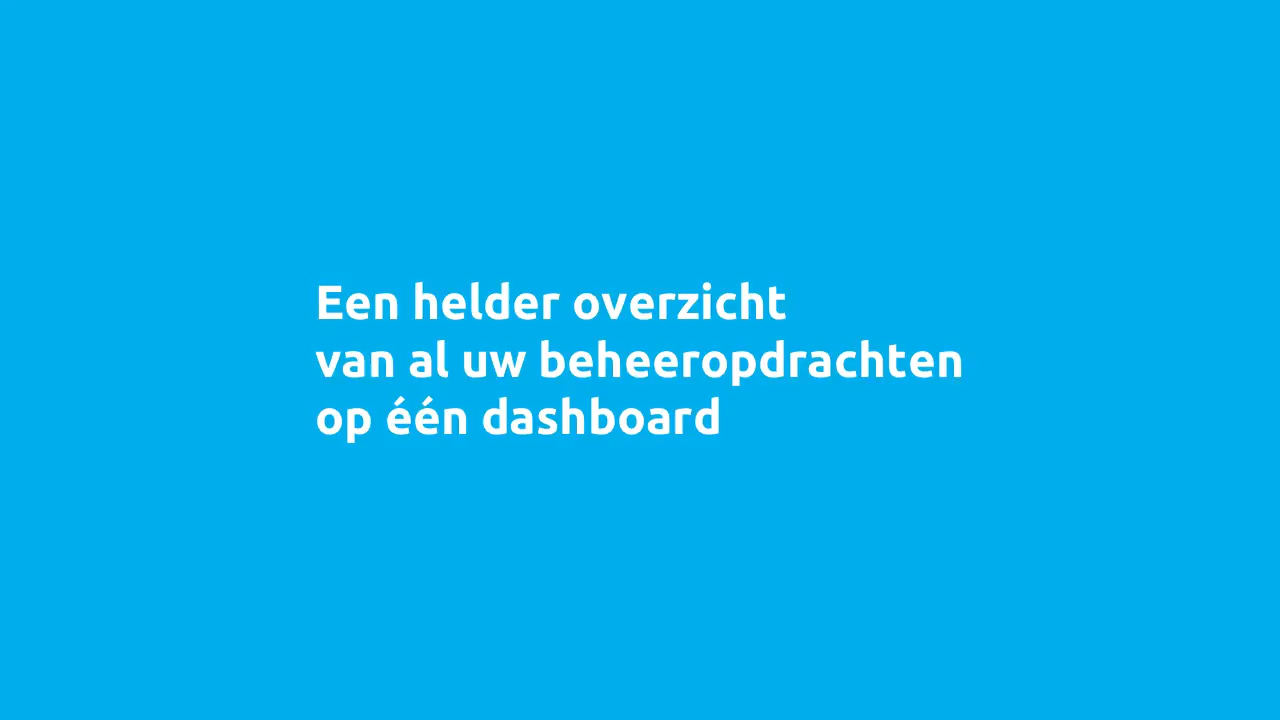 Een helder overzicht
van al uw beheeropdrachten
op één dashboard